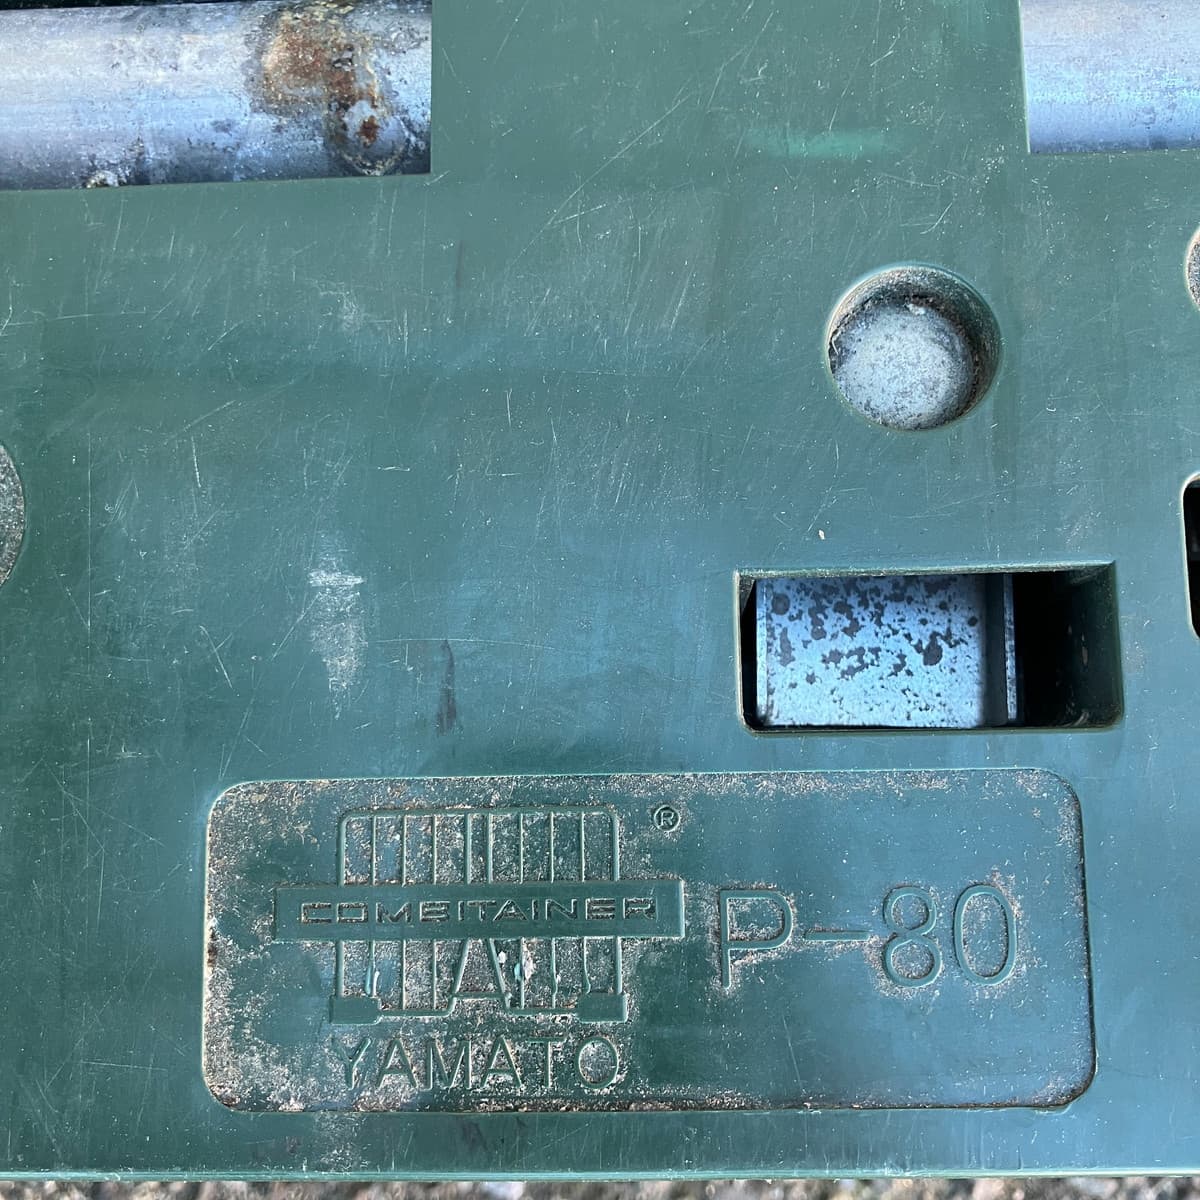 ®
COMBITAINER
P-80
YAMATO